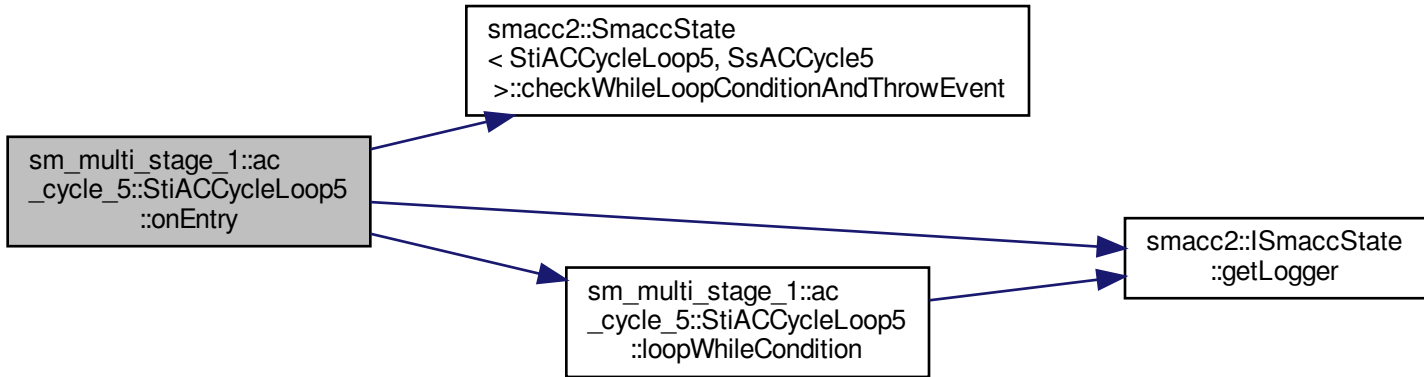 smacc2::SmaccState
< StiACCycleLoop5, SsACCycle5
>::checkWhileLoopConditionAndThrowEvent
sm_multi_stage_1::ac
_cycle_5::StiACCycleLoop5
::onEntry
smacc2::ISmaccState
::getLogger
sm_multi_stage_1::ac
_cycle_5::StiACCycleLoop5
::loopWhileCondition